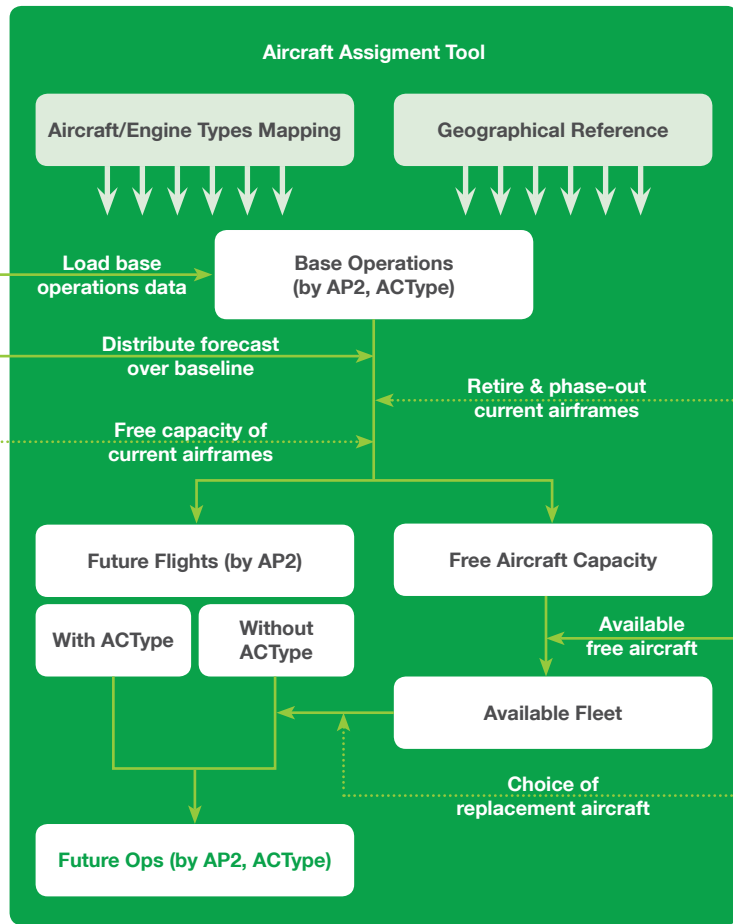 Aircraft Assigment Tool
Aircraft/Engine Types Mapping
Geographical Reference
Load base
operations data
Base Operations
(by AP2, ACType)
Distribute forecast
over baseline
Retire & phase-out
current airframes
Free capacity of
current airframes
Future Flights (by AP2)
Free Aircraft Capacity
With ACType
Without
ACType
Available
free aircraft
Available Fleet
Choice of
replacement aircraft
Future Ops (by AP2, ACType)